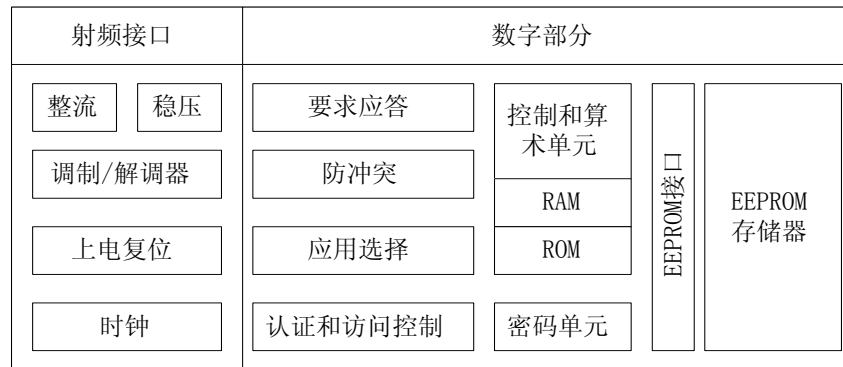 射频接口
数字部分
整流
稳压
调制/解调器
上电复位
时钟
要求应答
防冲突
应用选择
认证和访问控制
控制和算
术单元
RAM
ROM
密码单元
EEPROM接口
EEPROM
存储器